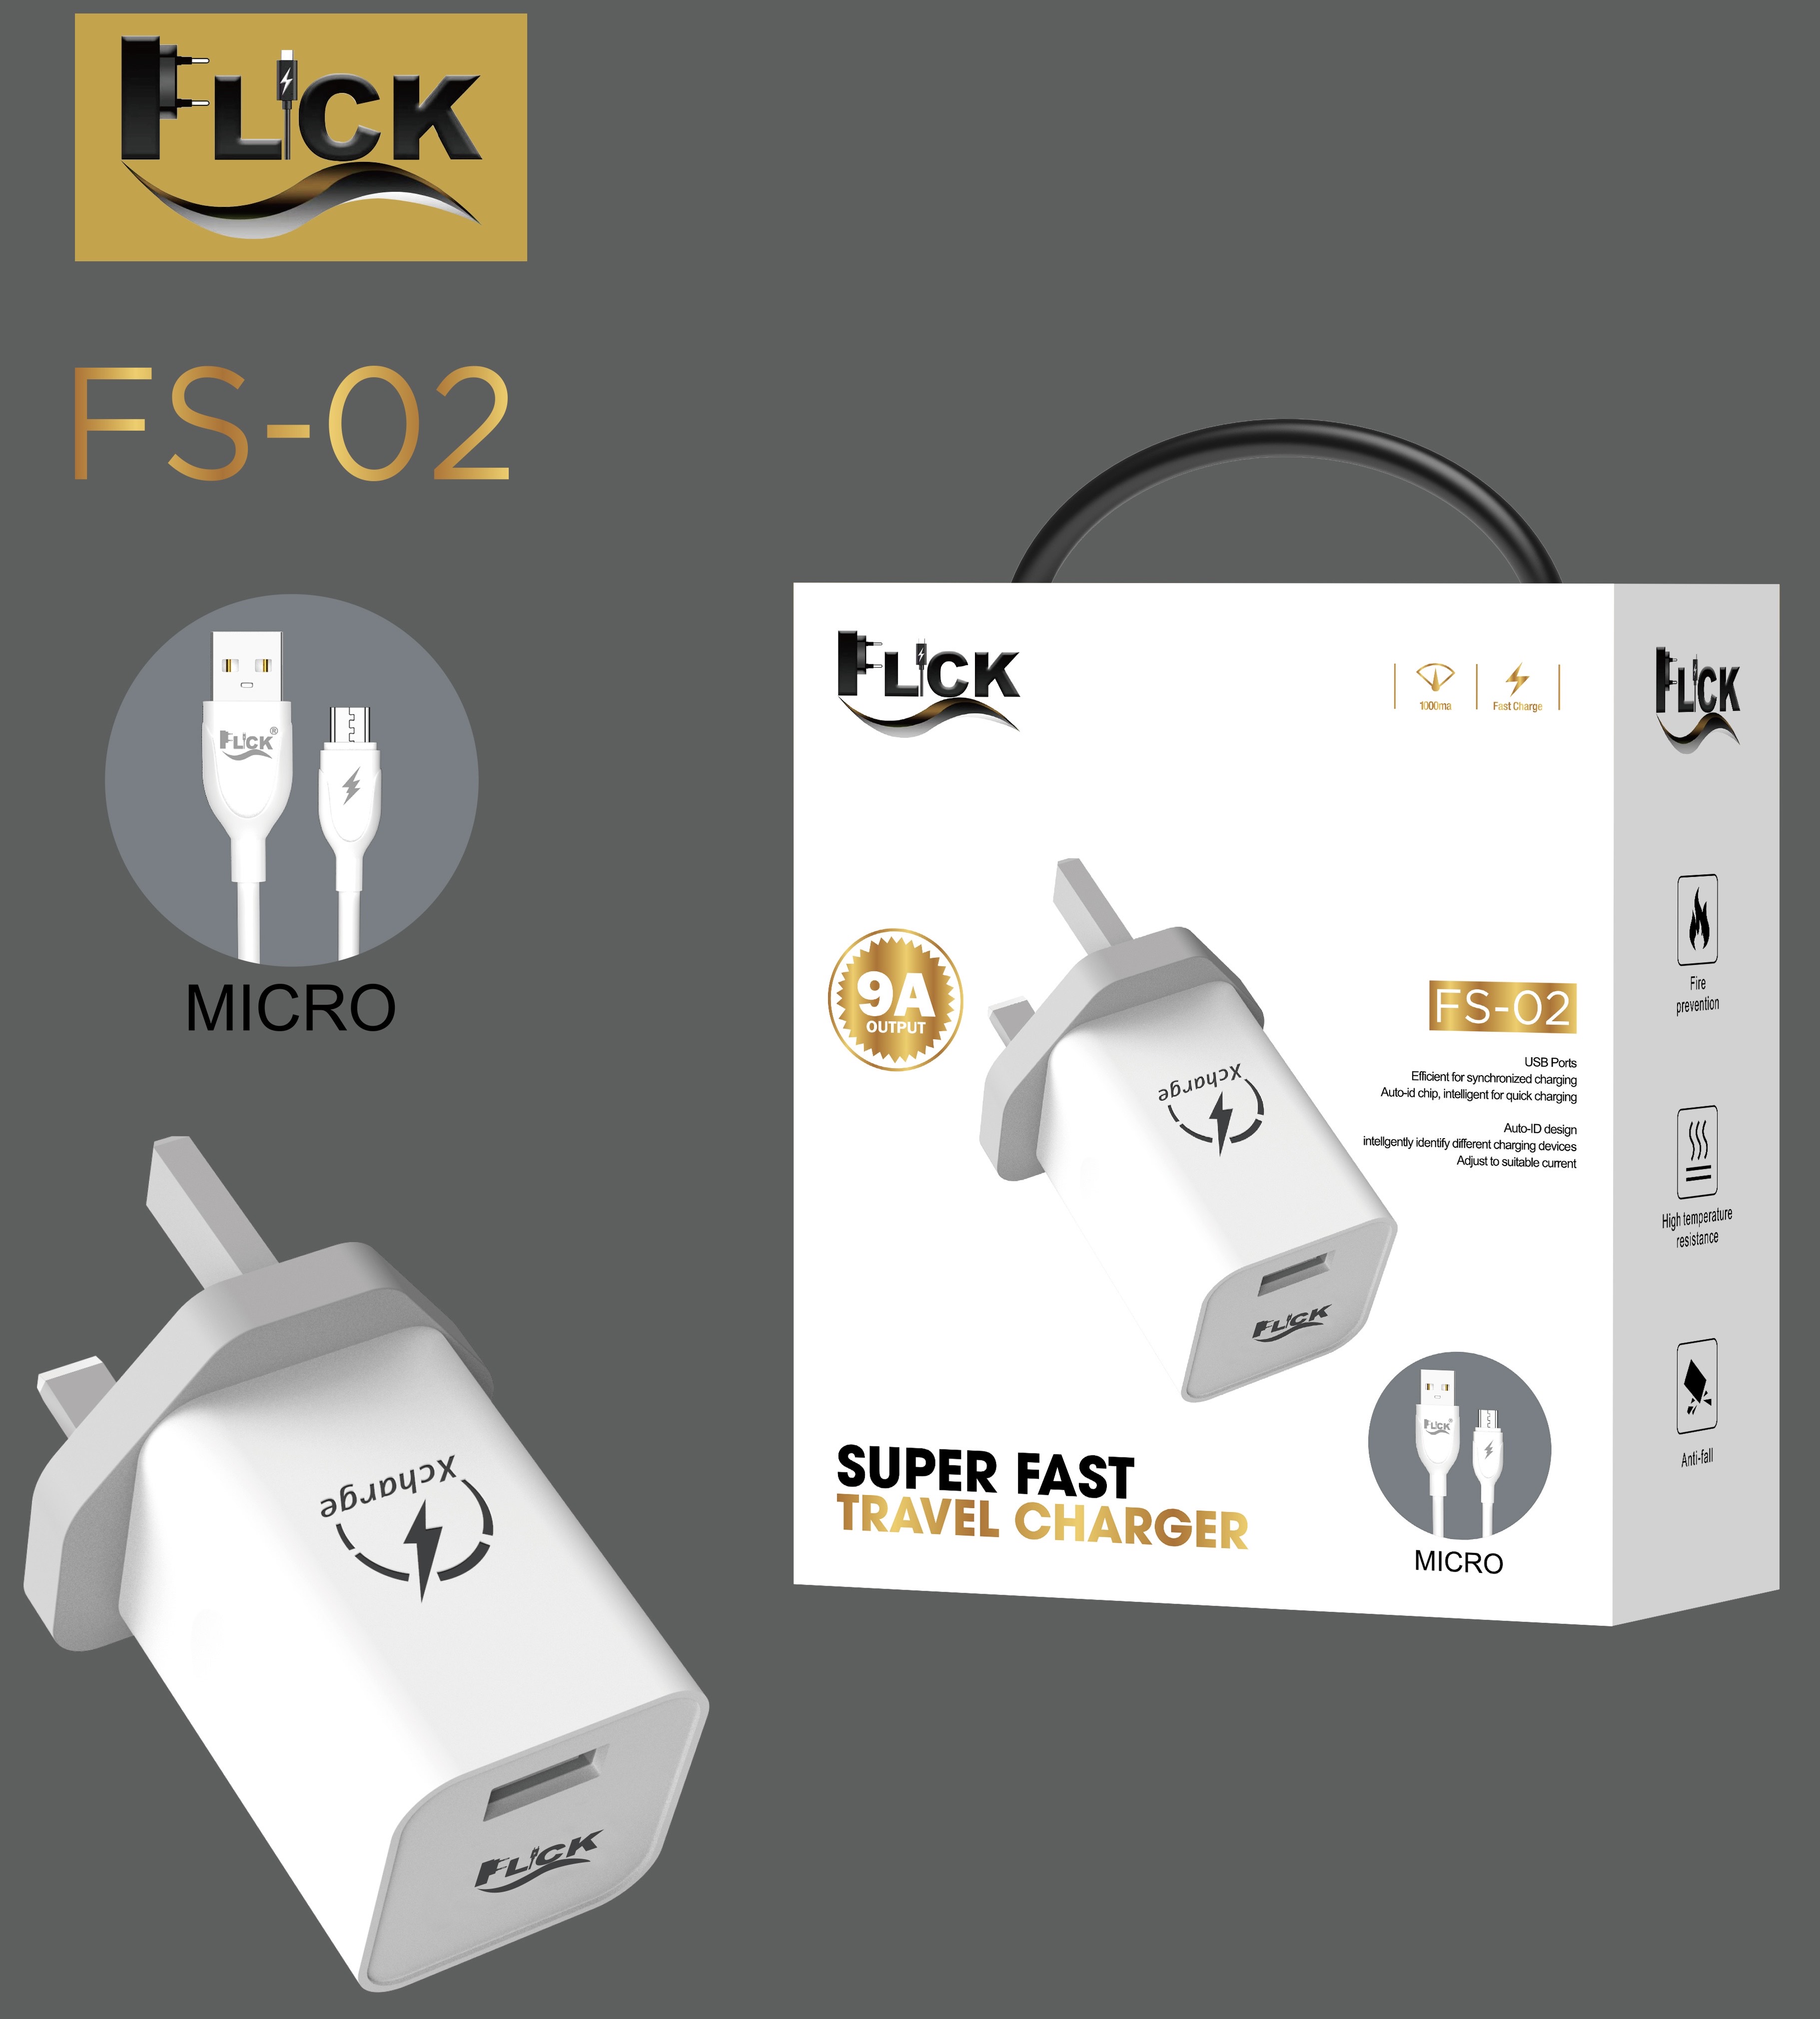 FLICK
FS-02
FLICK®
MICRO
Xcharge
FLICK
FLICK
1000ma
Fast Charge
9A
OUTPUT
Xcharge
FLICK
FS-02
USB Ports
Efficient for synchronized charging
Auto-id chip, intelligent for quick charging
Auto-ID design
intellgently identify different charging devices
Adjust to suitable current
SUPER FAST
TRAVEL CHARGER
FLICK
MICRO
FLICK
Fire
prevention
High temperature
resistance
Anti-fall